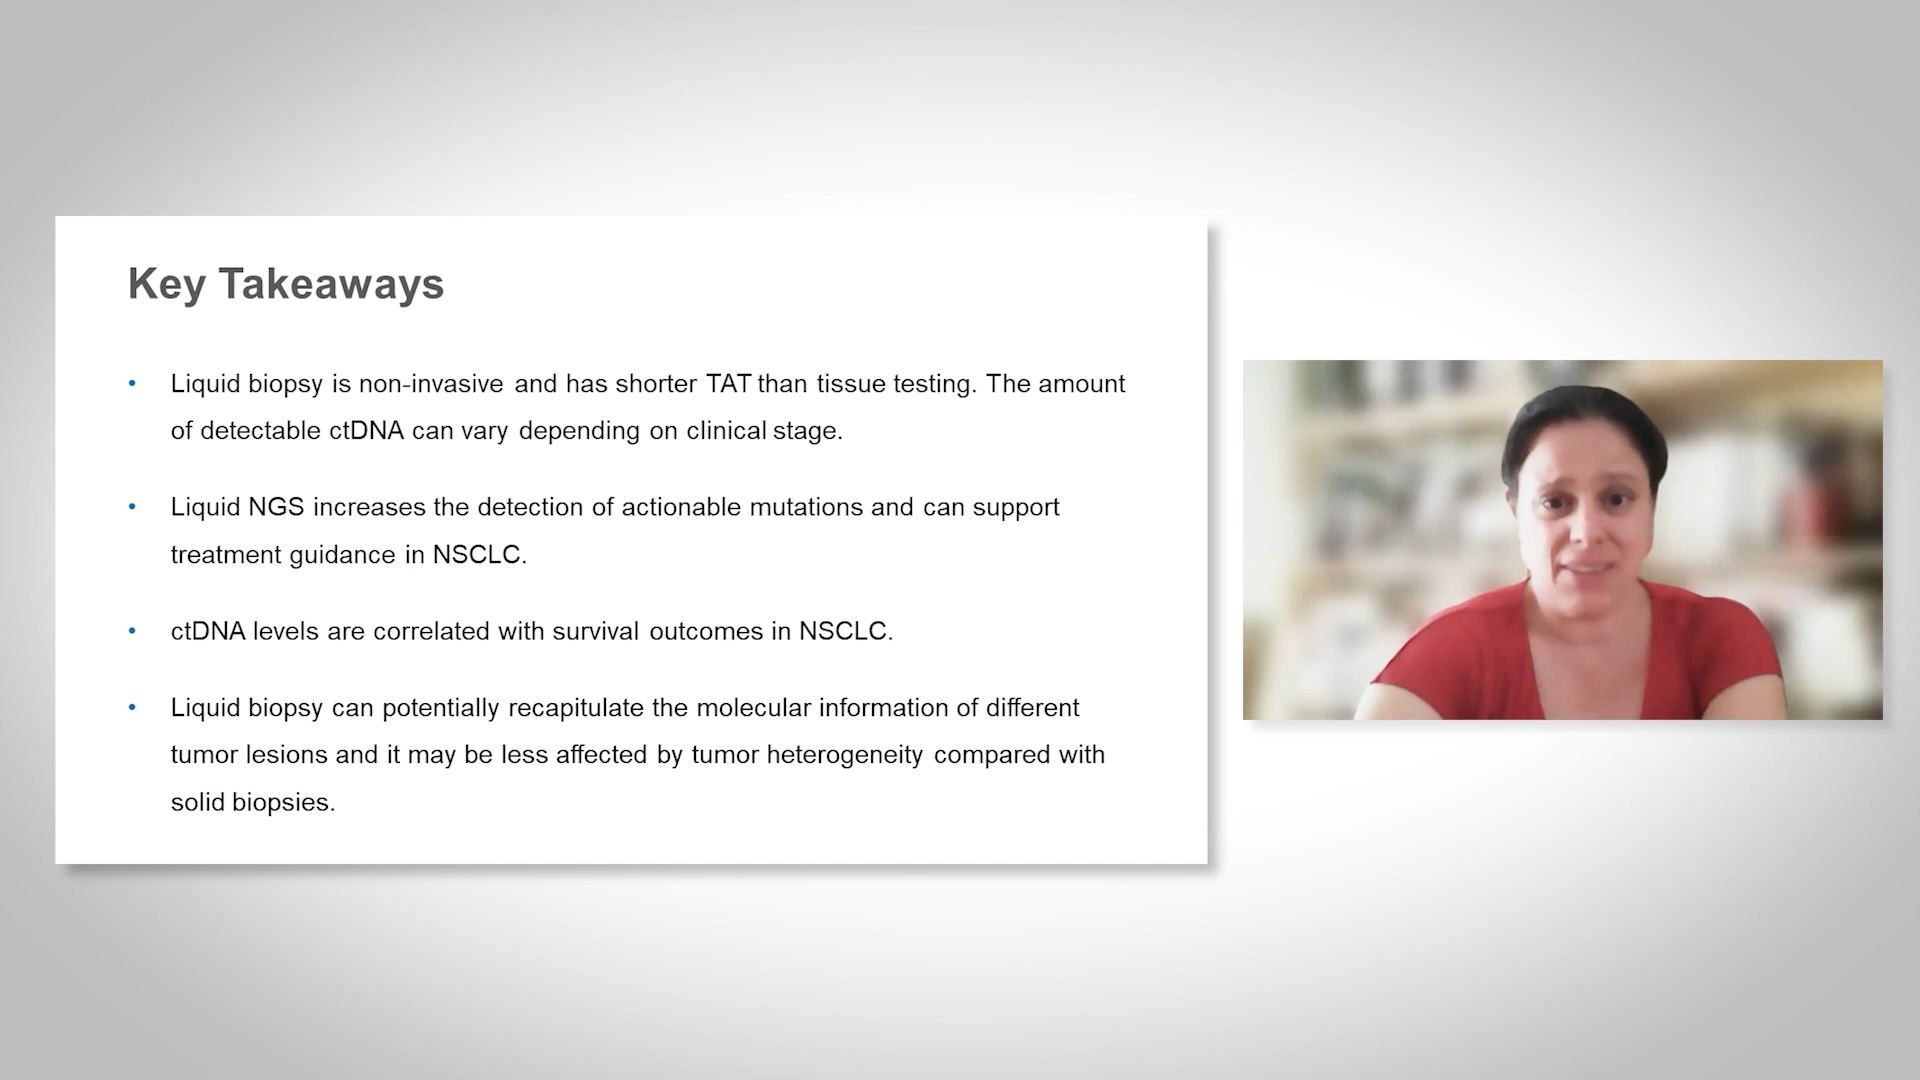 Key Takeaways
• Liquid biopsy is non-invasive and has shorter TAT than tissue testing. The amount
of detectable ctDNA can vary depending on clinical stage.
• Liquid NGS increases the detection of actionable mutations and can support
treatment guidance in NSCLC.
• ctDNA levels are correlated with survival outcomes in NSCLC.
• Liquid biopsy can potentially recapitulate the molecular information of different
tumor lesions and it may be less affected by tumor heterogeneity compared with
solid biopsies.